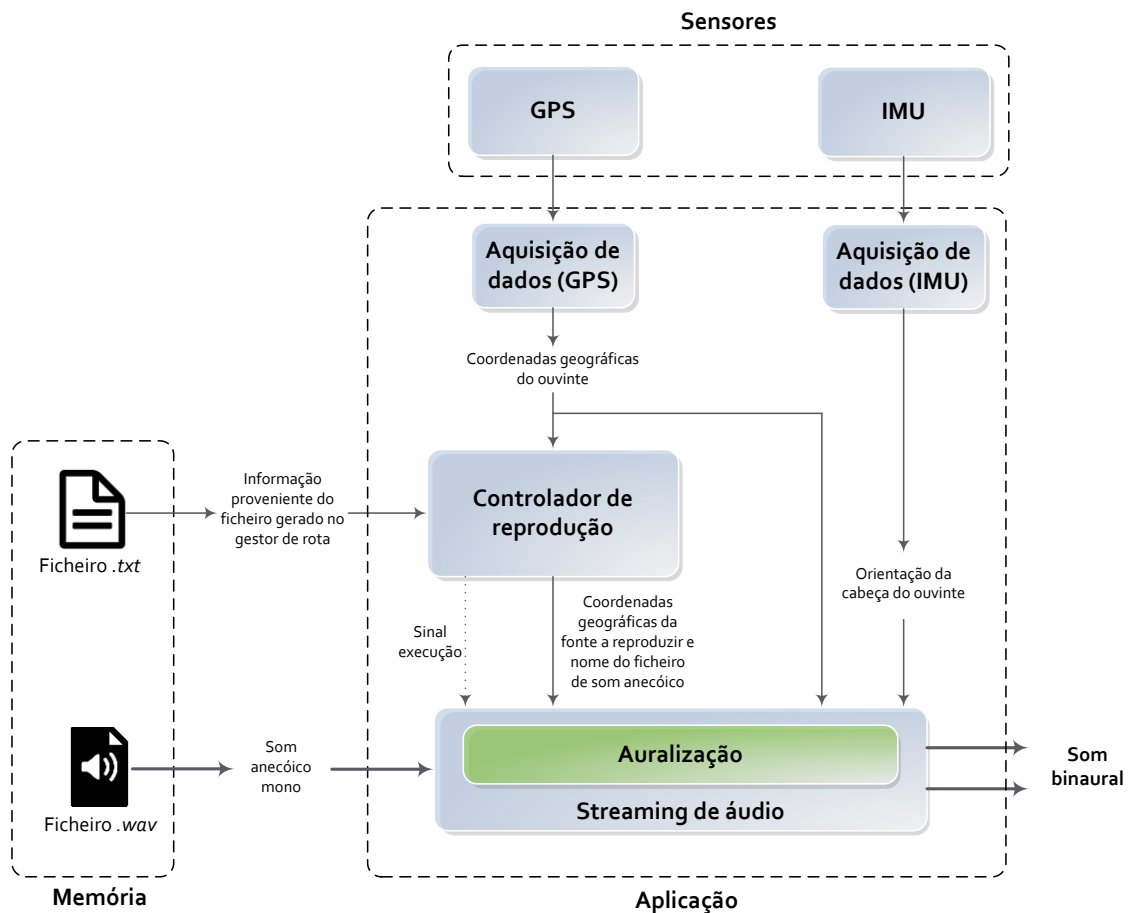 Sensores
GPS
IMU
Aquisição de
dados (GPS)
Aquisição de
dados (IMU)
Coordenadas geográficas
do ouvinte
Informação
proveniente do
ficheiro gerado no
gestor de rota
Controlador de
reprodução
Ficheiro .txt
Orientação da
cabeça do ouvinte
Sinal
execução
Coordenadas
geográficas da
fonte a reproduzir e
nome do ficheiro
de som anecóico
Som
anecóico
mono
Auralização
Streaming de áudio
Som
binaural
Ficheiro .wav
Memória
Aplicação